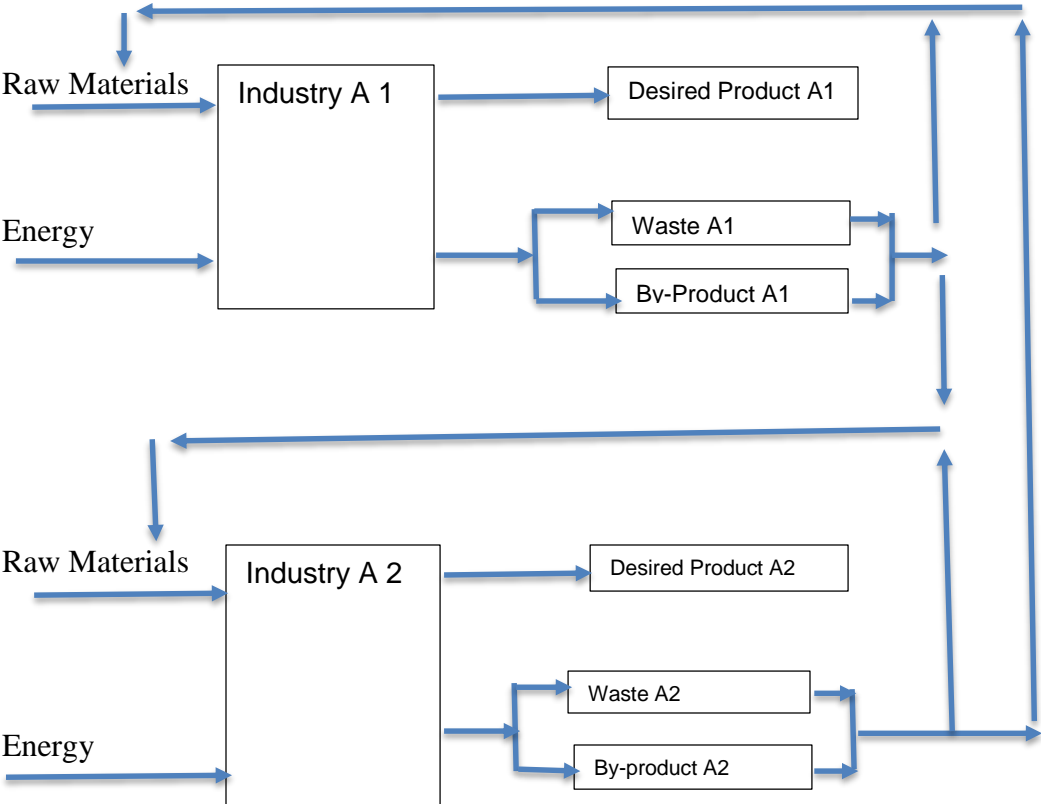 Raw Materials
Industry A 1
Desired Product A1
Energy
Waste A1
By-Product A1
Raw Materials
Industry A 2
Desired Product A2
Waste A2
Energy
By-product A2